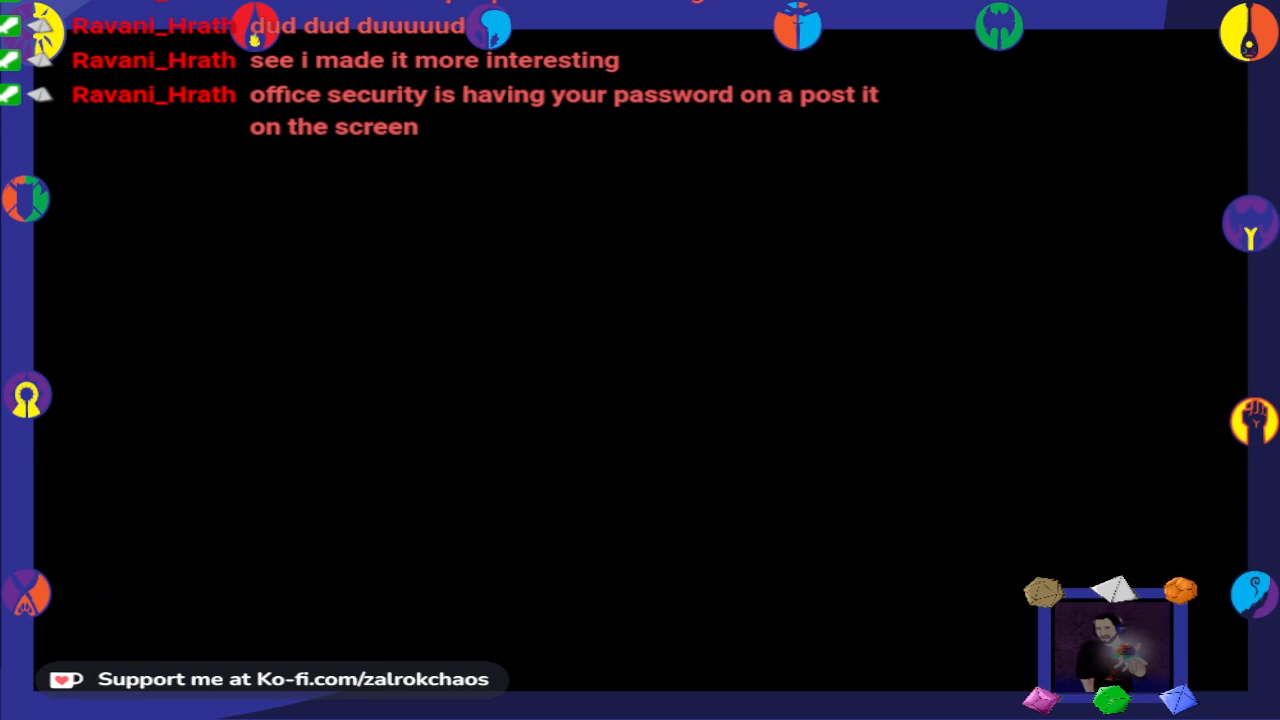 Ravani_Hrath dud dud duuuuud
Ravani_Hrath see i made it more interesting
Ravani_Hrath office security is having your password on a post it
on the screen
Support me at Ko-fi.com/zalrokchaos